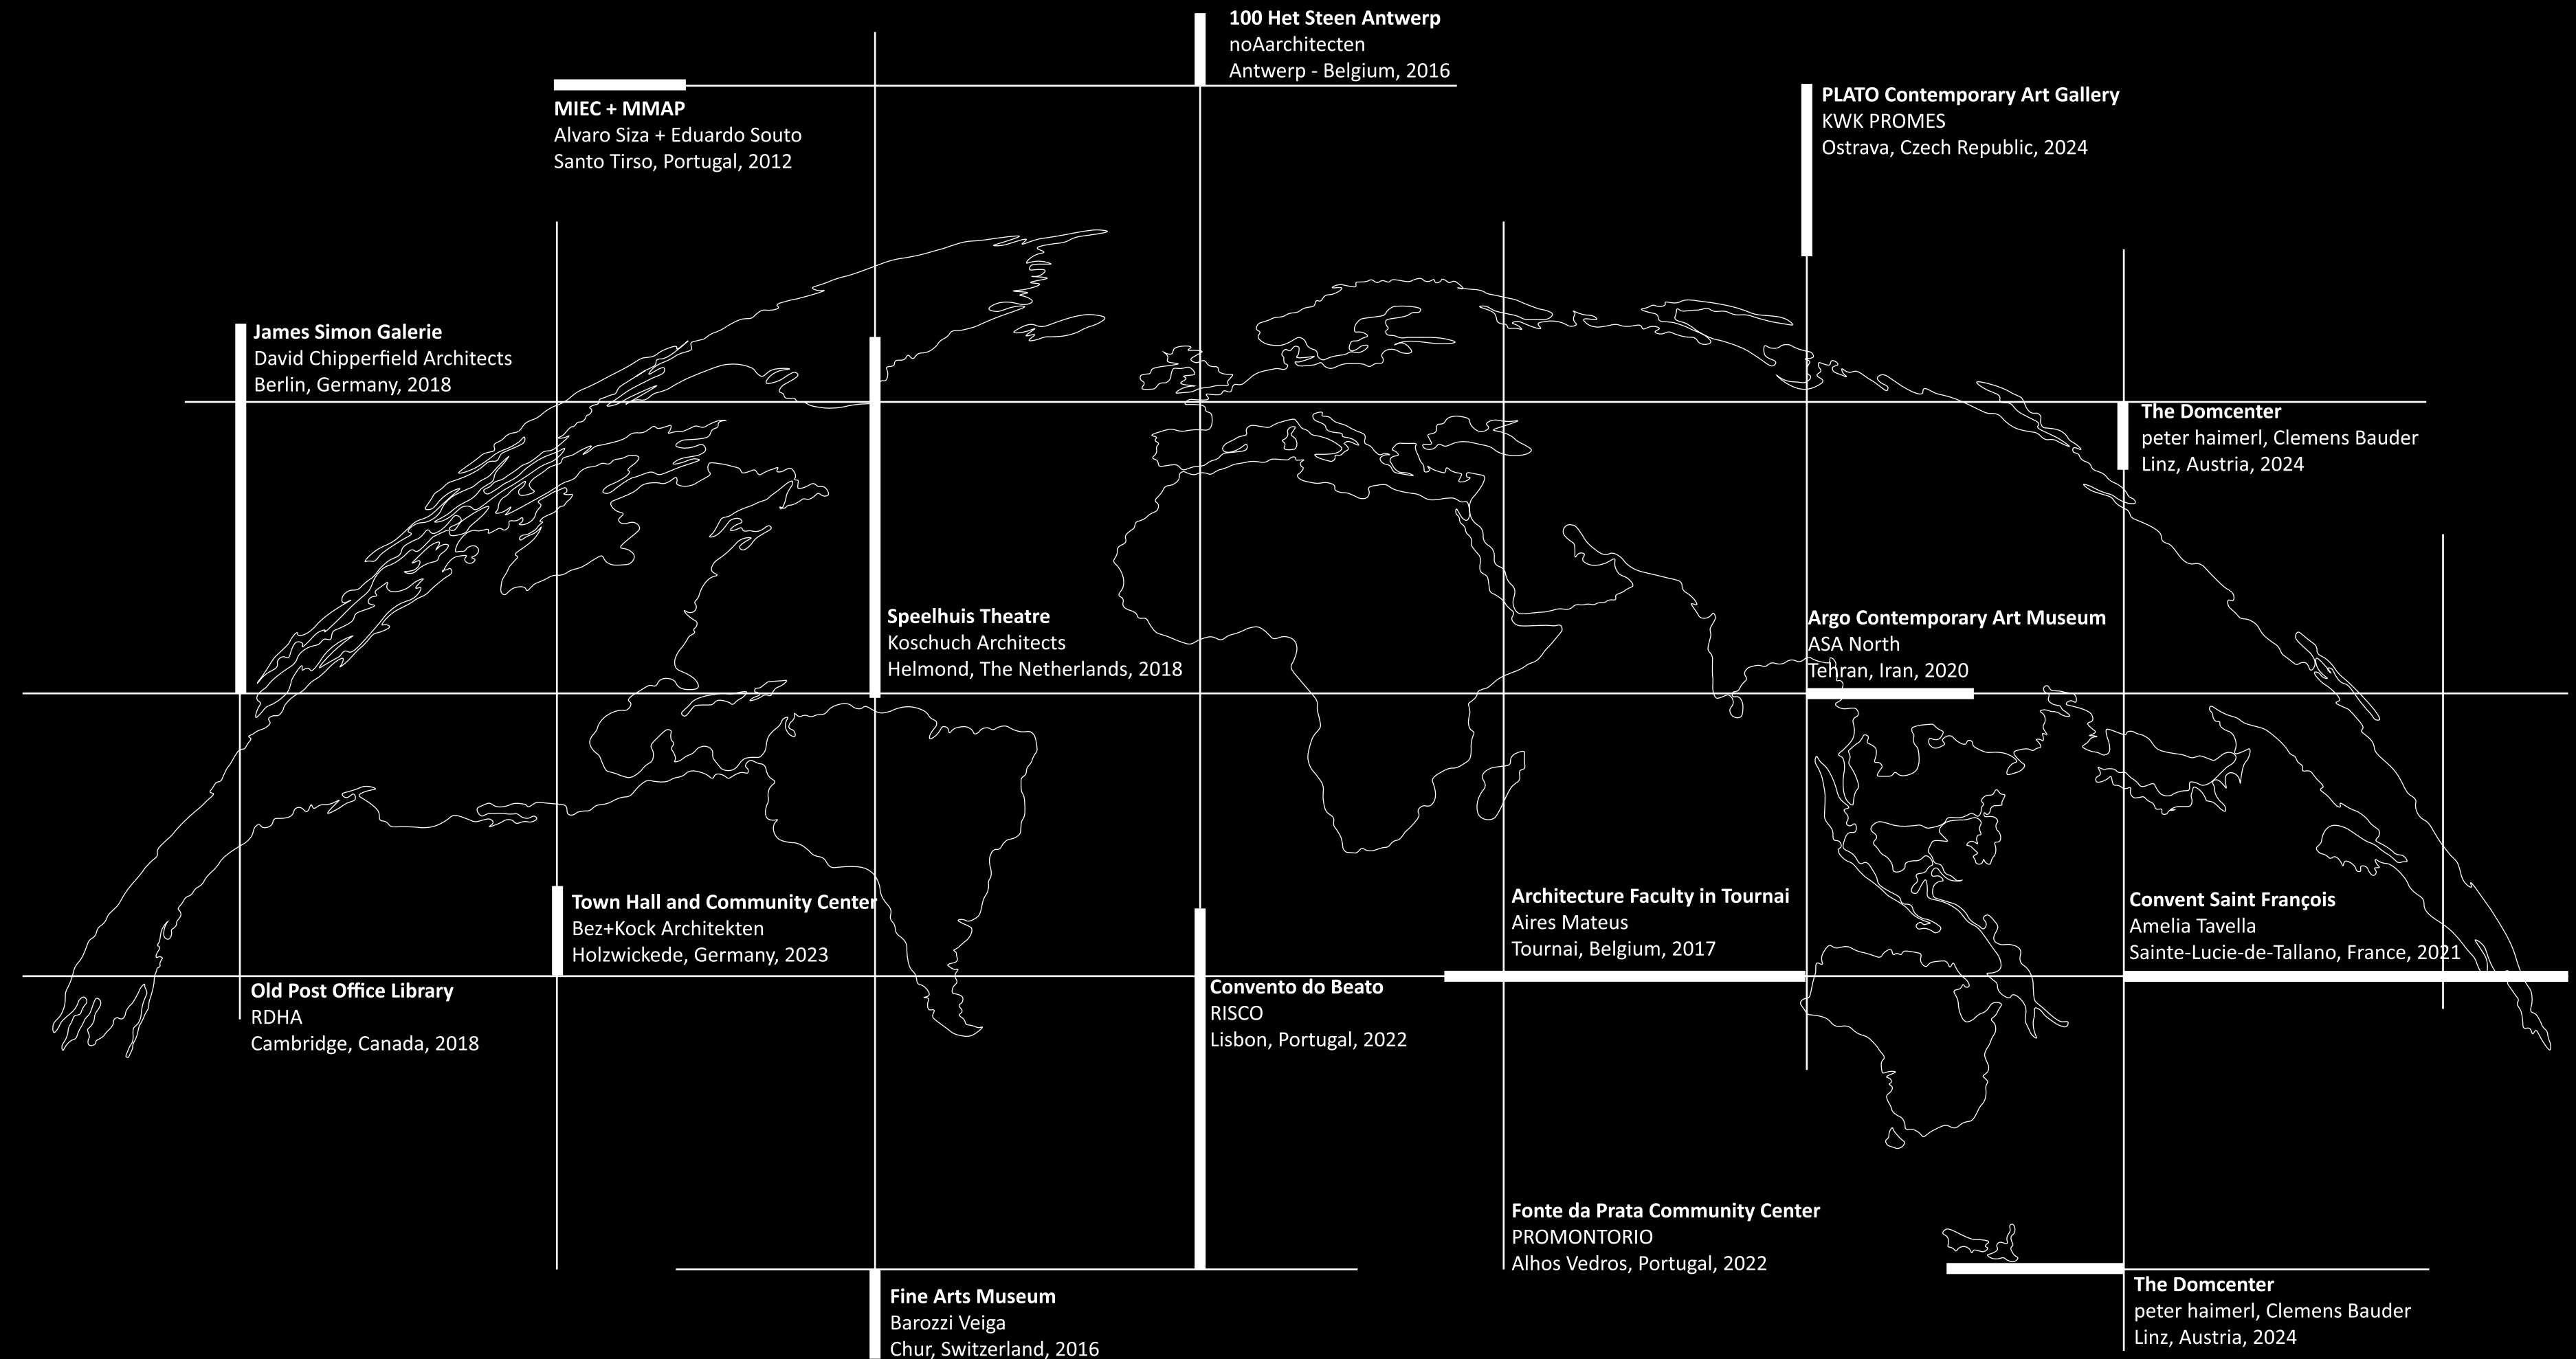 100 Het Steen Antwerp
noAarchitecten
Antwerp - Belgium, 2016
MIEC + MMAP
Alvaro Siza + Eduardo Souto
Santo Tirso, Portugal, 2012
PLATO Contemporary Art Gallery
KWK PROMES
Ostrava, Czech Republic, 2024
James Simon Galerie
David Chipperfield Architects
Berlin, Germany, 2018
The Domcenter
peter haimerl, Clemens Bauder
Linz, Austria, 2024
Speelhuis Theatre
Koschuch Architects
Helmond, The Netherlands, 2018
Argo Contemporary Art Museum
ASA North
Tehran, Iran, 2020
Town Hall and Community Center
Bez+Kock Architekten
Holzwickede, Germany, 2023
Architecture Faculty in Tournai
Aires Mateus
Tournai, Belgium, 2017
Convent Saint François
Amelia Tavella
Sainte-Lucie-de-Tallano, France, 2021
Old Post Office Library
RDHA
Cambridge, Canada, 2018
Convento do Beato
RISCO
Lisbon, Portugal, 2022
Fonte da Prata Community Center
PROMONTORIO
Alhos Vedros, Portugal, 2022
Fine Arts Museum
Barozzi Veiga
Chur, Switzerland, 2016
The Domcenter
peter haimerl, Clemens Bauder
Linz, Austria, 2024